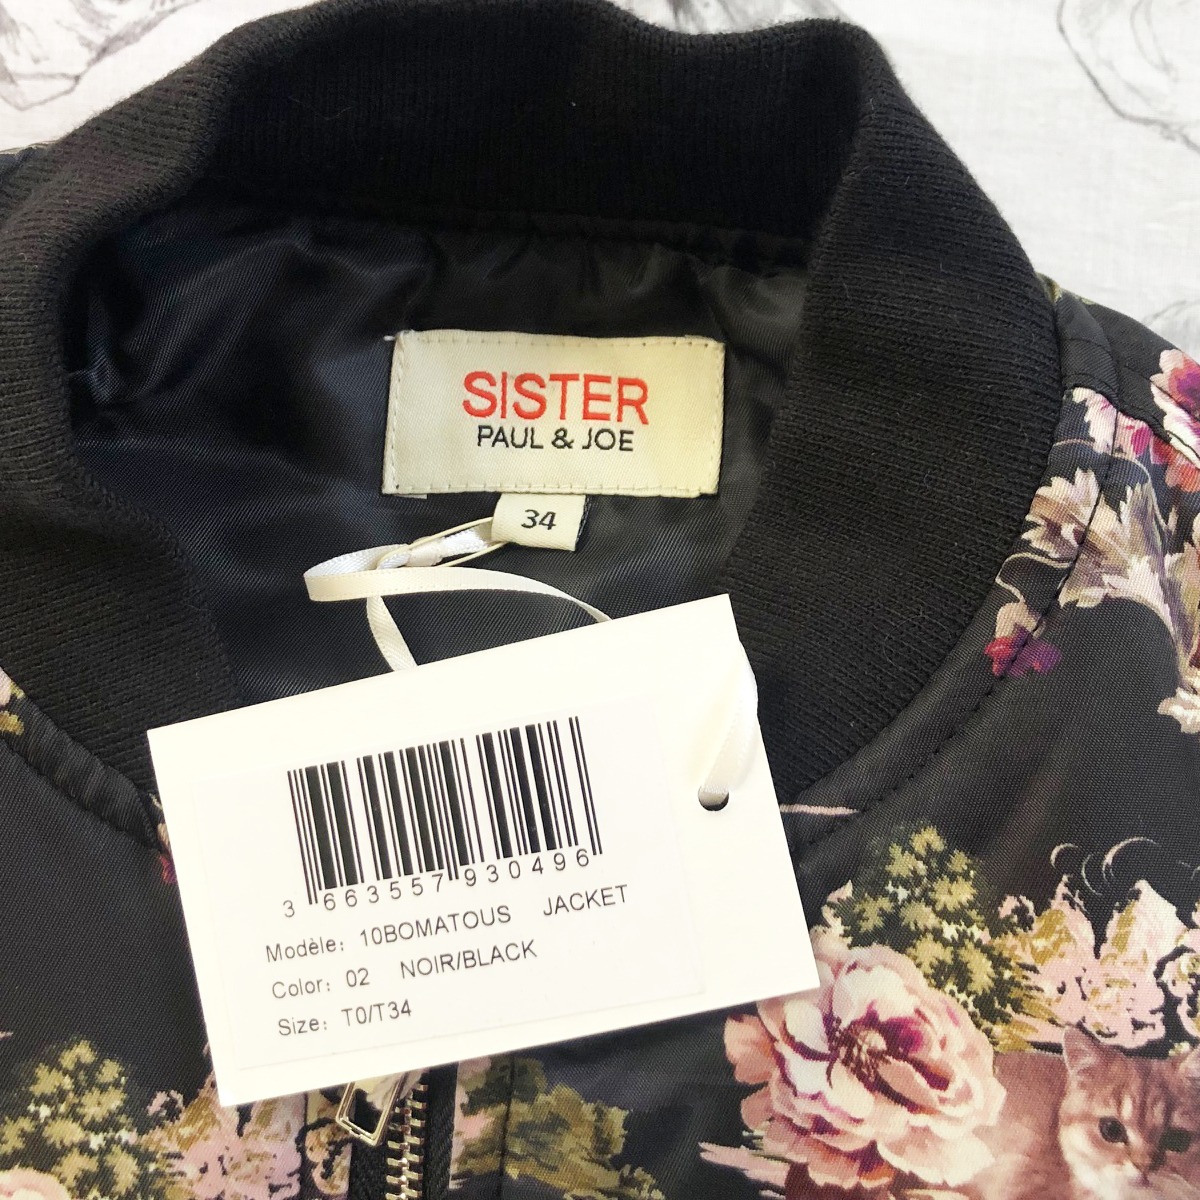 SISTER
PAUL & JOE
34
3 663557 930496
Modèle: 10BOMATOUS JACKET
Color: 02 NOIR/BLACK
Size: T0/T34